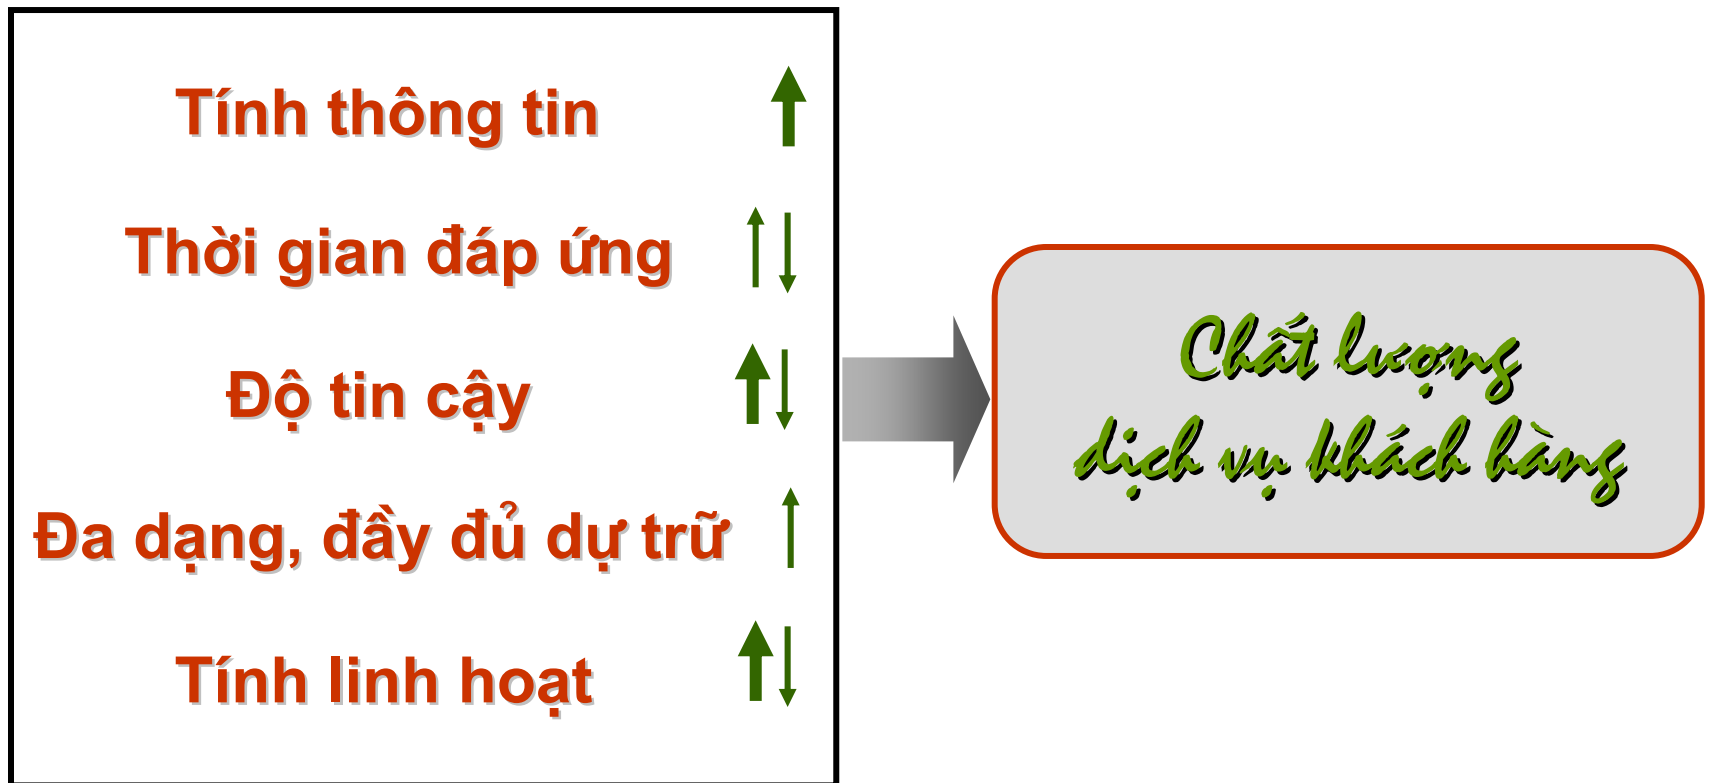 Tính thông tin
Thời gian đáp ứng
Độ tin cậy
Đa dạng, đầy đủ dự trữ
Tính linh hoạt
Chất lượng
dịch vụ khách hàng